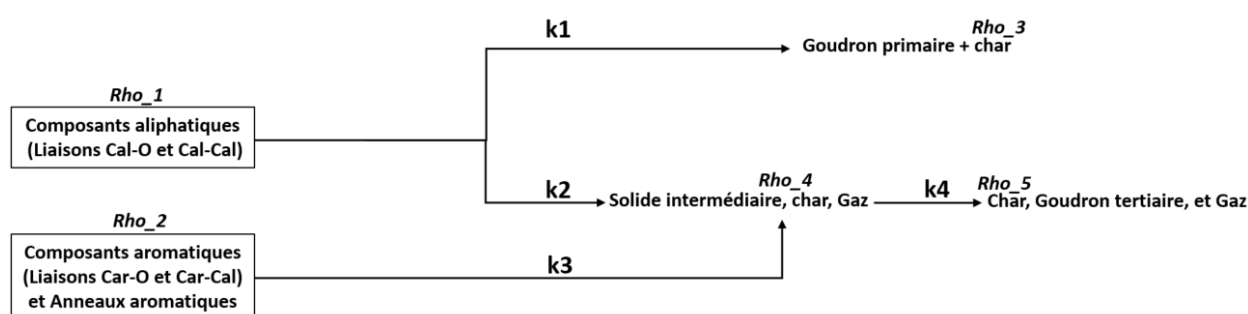 k1
Rho_3
Goudron primaire + char
Rho_1
Composants aliphatiques
(Liaisons Cal-O et Cal-Cal)
k2
Rho_4
Solide intermédiaire, char, Gaz
k4
Rho_5
Char, Goudron tertiaire, et Gaz
Rho_2
Composants aromatiques
(Liaisons Car-O et Car-Cal)
et Anneaux aromatiques
k3